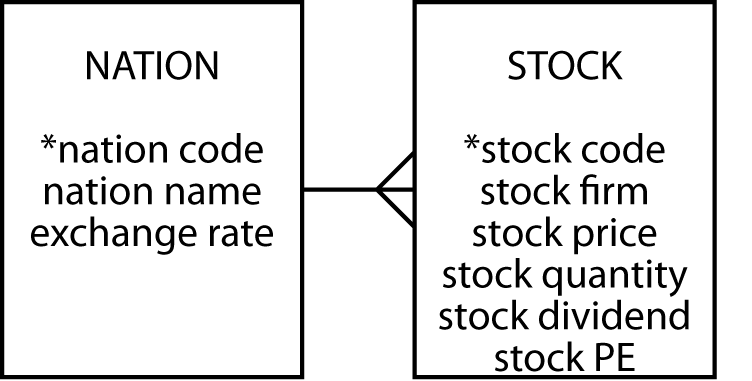 NATION
*nation code
nation name
exchange rate
STOCK
*stock code
stock firm
stock price
stock quantity
stock dividend
stock PE